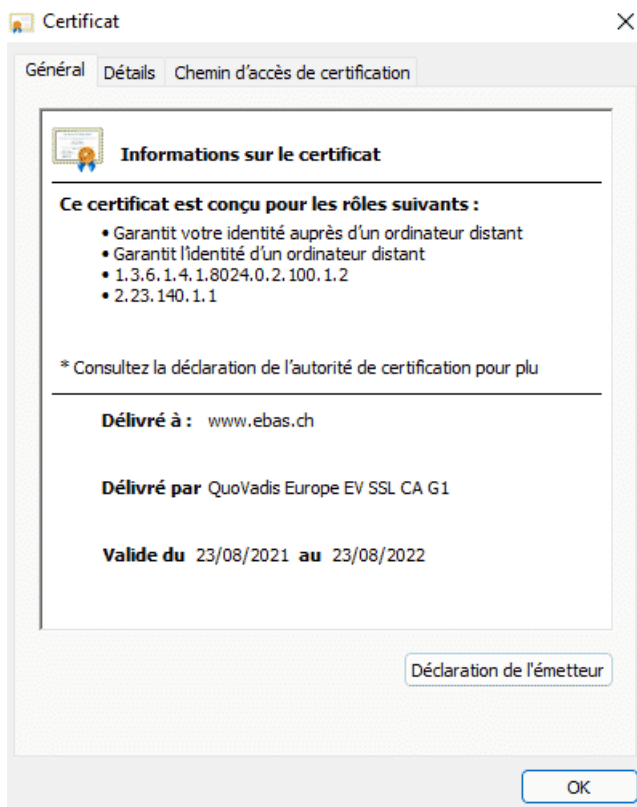 Certificat
Général Détails Chemin d'accès de certification
Informations sur le certificat
Ce certificat est conçu pour les rôles suivants :
• Garantit votre identité auprès d'un ordinateur distant
• Garantit l'identité d'un ordinateur distant
• 1.3.6.1.4.1.8024.0.2.100.1.2
• 2.23.140.1.1
* Consultez la déclaration de l'autorité de certification pour plu
Délivré à : www.ebas.ch
Délivré par QuoVadis Europe EV SSL CA G1
Valide du 23/08/2021 au 23/08/2022
Déclaration de l'émetteur
OK